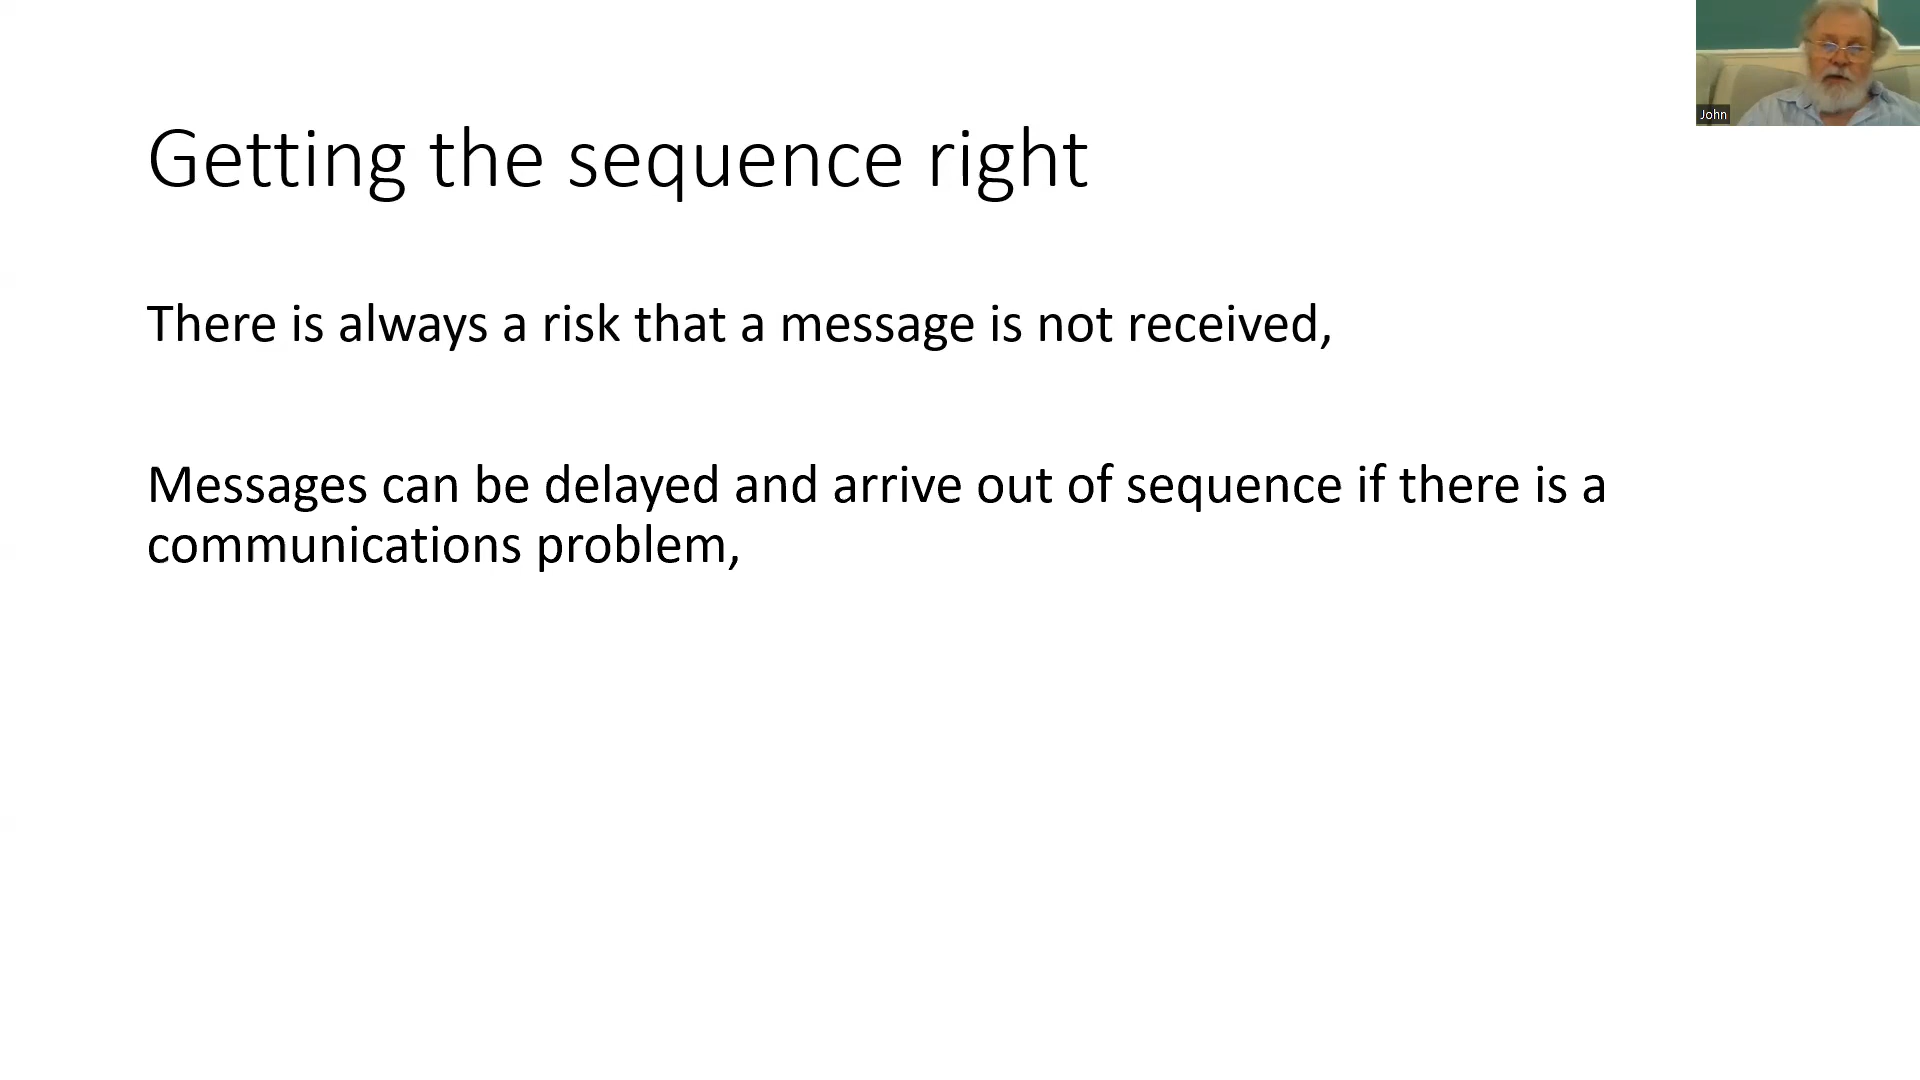 John
Getting the sequence right
There is always a risk that a message is not received,
Messages can be delayed and arrive out of sequence if there is a
communications problem,